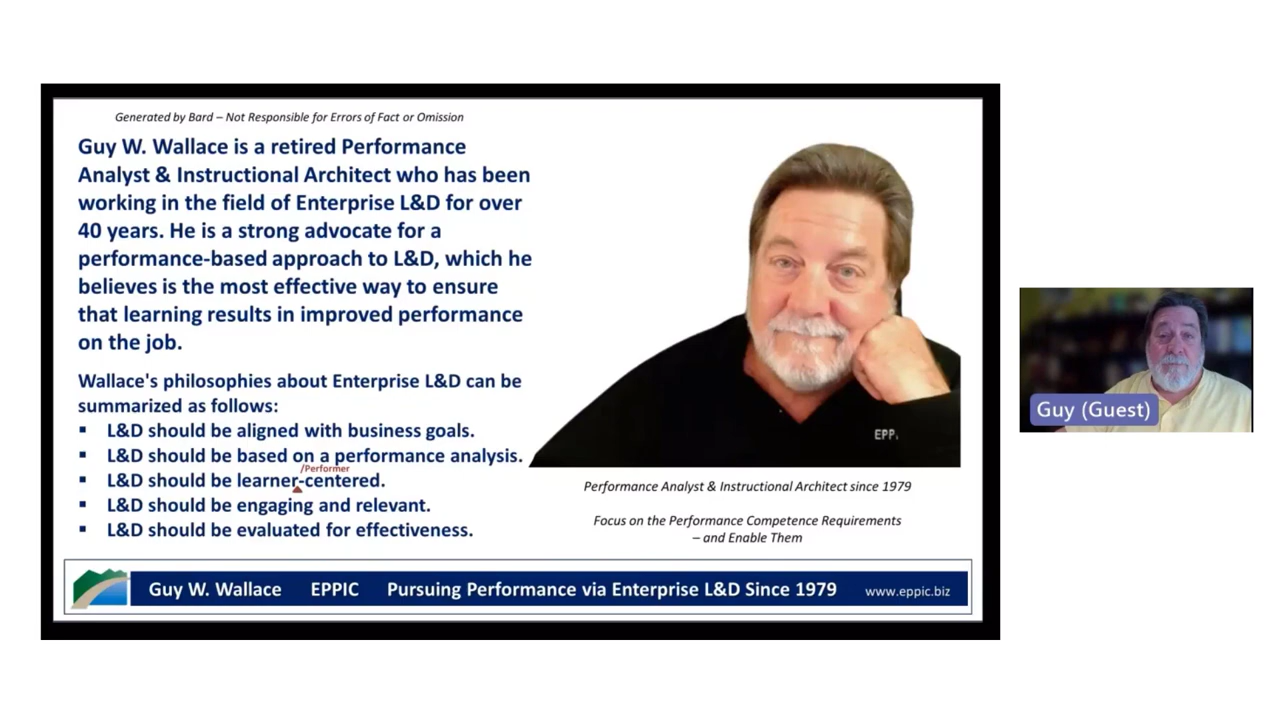 Generated by Bard – Not Responsible for Errors of Fact or Omission
Guy W. Wallace is a retired Performance
Analyst & Instructional Architect who has been
working in the field of Enterprise L&D for over
40 years. He is a strong advocate for a
performance-based approach to L&D, which he
believes is the most effective way to ensure
that learning results in improved performance
on the job.
Wallace's philosophies about Enterprise L&D can be
summarized as follows:
▪ L&D should be aligned with business goals.
▪ L&D should be based on a performance analysis.
/Performer
▪ L&D should be learner-centered.
▪ L&D should be engaging and relevant.
▪ L&D should be evaluated for effectiveness.
EPP.
Performance Analyst & Instructional Architect since 1979
Focus on the Performance Competence Requirements
– and Enable Them
Guy W. Wallace EPPIC Pursuing Performance via Enterprise L&D Since 1979 www.eppic.biz
Guy (Guest)